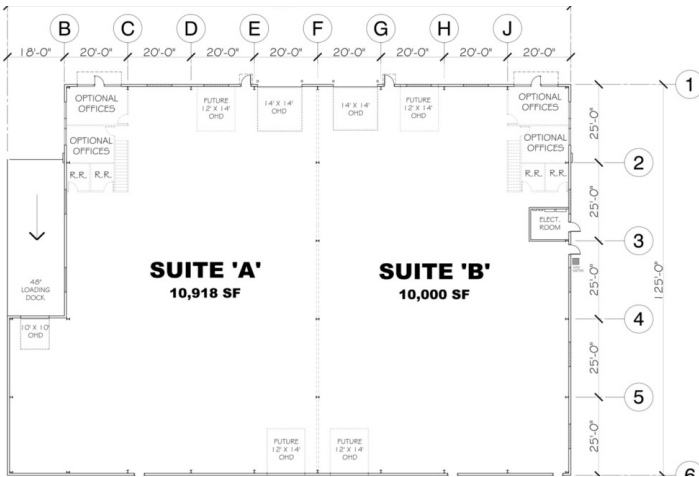 B C D E F G H J
18'-0" 20'-0" 20'-0" 20'-0" 20'-0" 20'-0" 20'-0" 20'-0" 20'-0"
1
OPTIONAL
OFFICES
FUTURE
12' X 14'
OHD
14' X 14'
OHD
14' X 14'
OHD
FUTURE
12' X 14'
OHD
OPTIONAL
OFFICES
25'-0"
OPTIONAL
OFFICES
OPTIONAL
OFFICES
2
R.R. R.R.
R.R. R.R.
25'-0"
ELECT.
ROOM
3
SUITE 'A'
10,918 SF
SUITE 'B'
10,000 SF
48"
LOADING
DOCK
25'-0"
125'-0"
4
10' X 10'
OHD
25'-0"
5
FUTURE
12' X 14'
OHD
FUTURE
12' X 14'
OHD
25'-0"
6